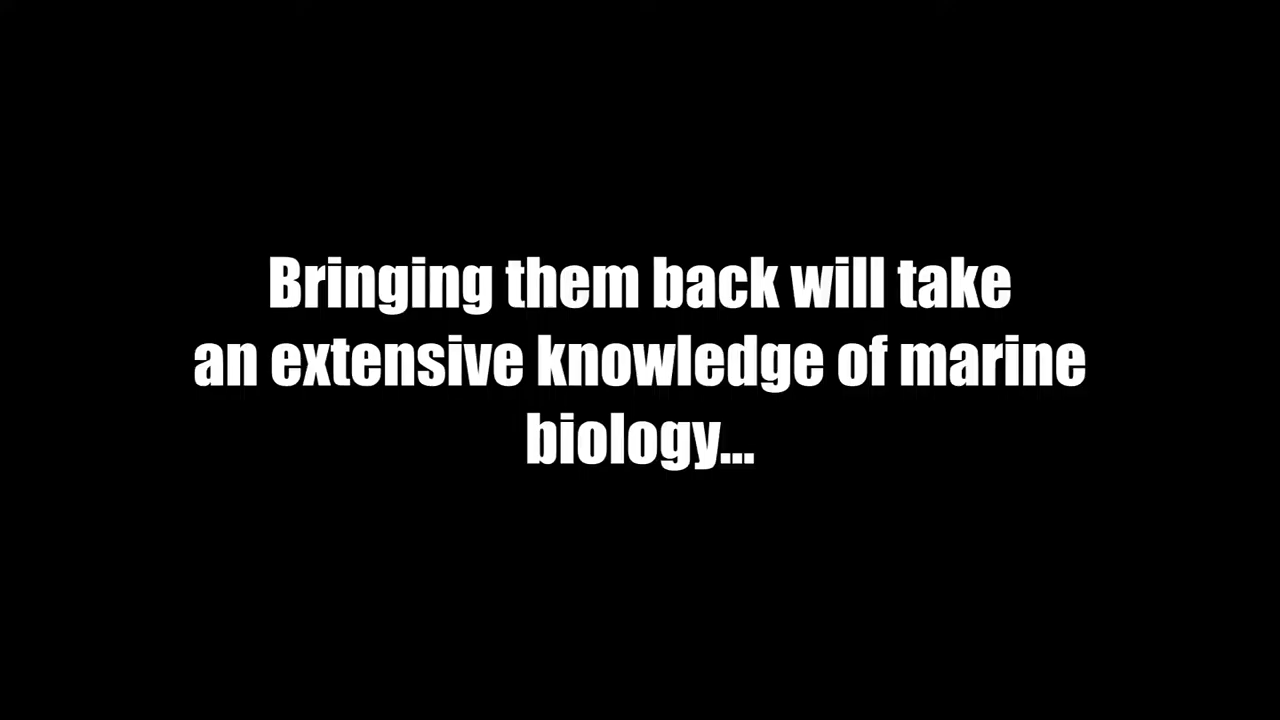 Bringing them back will take
an extensive knowledge of marine
biology...